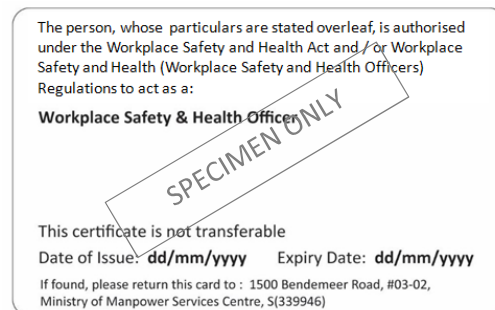 The person, whose particulars are stated overleaf, is authorised
under the Workplace Safety and Health Act and / or Workplace
Safety and Health (Workplace Safety and Health Officers)
Regulations to act as a:
Workplace Safety & Health Officer
SPECIMEN ONLY
This certificate is not transferable
Date of Issue: dd/mm/yyyy Expiry Date: dd/mm/yyyy
If found, please return this card to : 1500 Bendemeer Road, #03-02,
Ministry of Manpower Services Centre, S(339946)